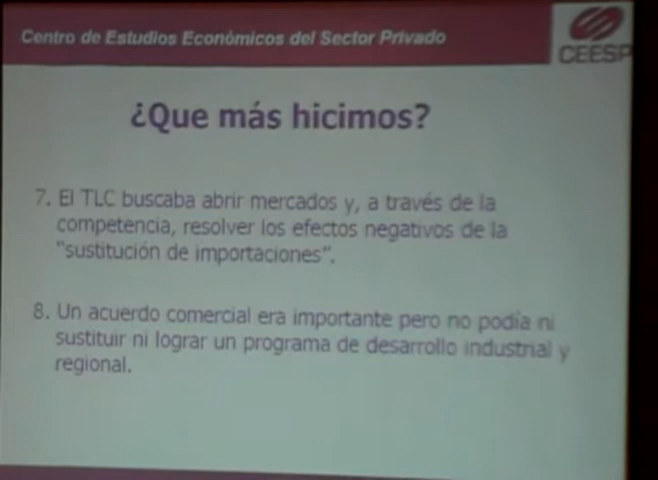 Centro de Estudios Económicos del Sector Privado
CEESP
¿Que más hicimos?
7. El TLC buscaba abrir mercados y, a través de la
competencia, resolver los efectos negativos de la
"sustitución de importaciones".
8. Un acuerdo comercial era importante pero no podía ni
sustituir ni lograr un programa de desarrollo industrial y
regional.